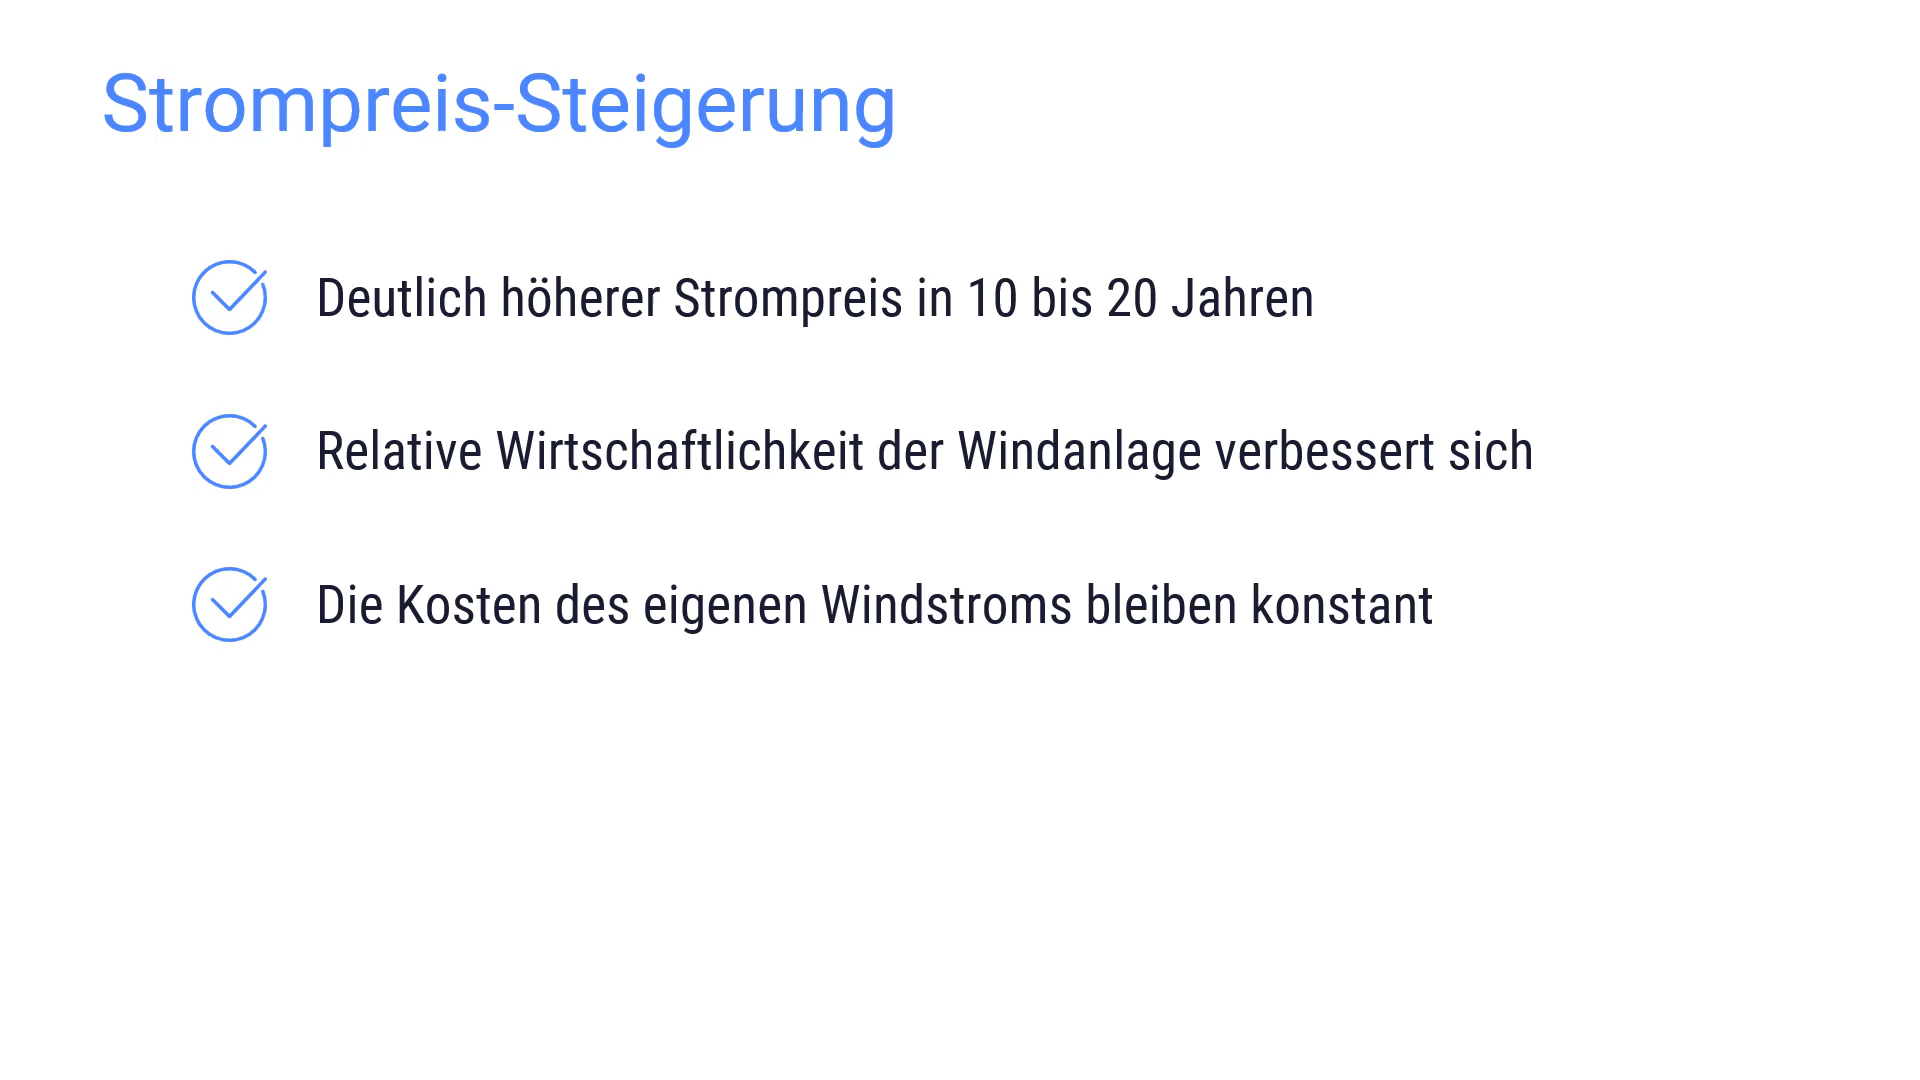 Strompreis-Steigerung
Deutlich höherer Strompreis in 10 bis 20 Jahren
Relative Wirtschaftlichkeit der Windanlage verbessert sich
Die Kosten des eigenen Windstroms bleiben konstant